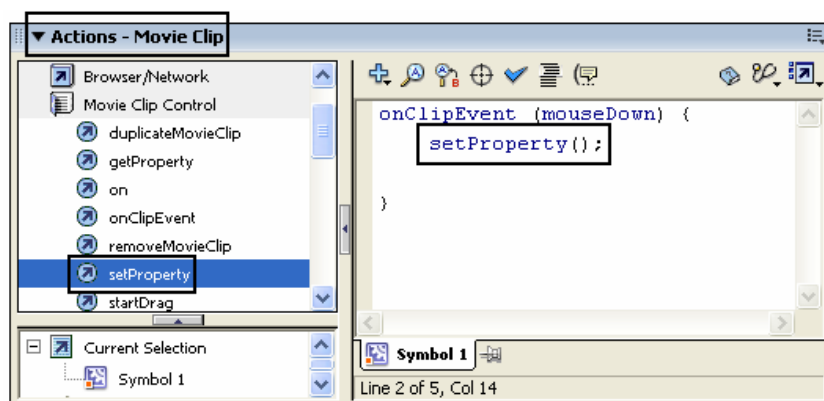 Actions - Movie Clip
Browser/Network
Movie Clip Control
duplicateMovieClip
getProperty
on
onClipEvent
removeMovieClip
setProperty
startDrag
Current Selection
Symbol 1
onClipEvent (mouseDown) {
setProperty();
}
Symbol 1
Line 2 of 5, Col 14